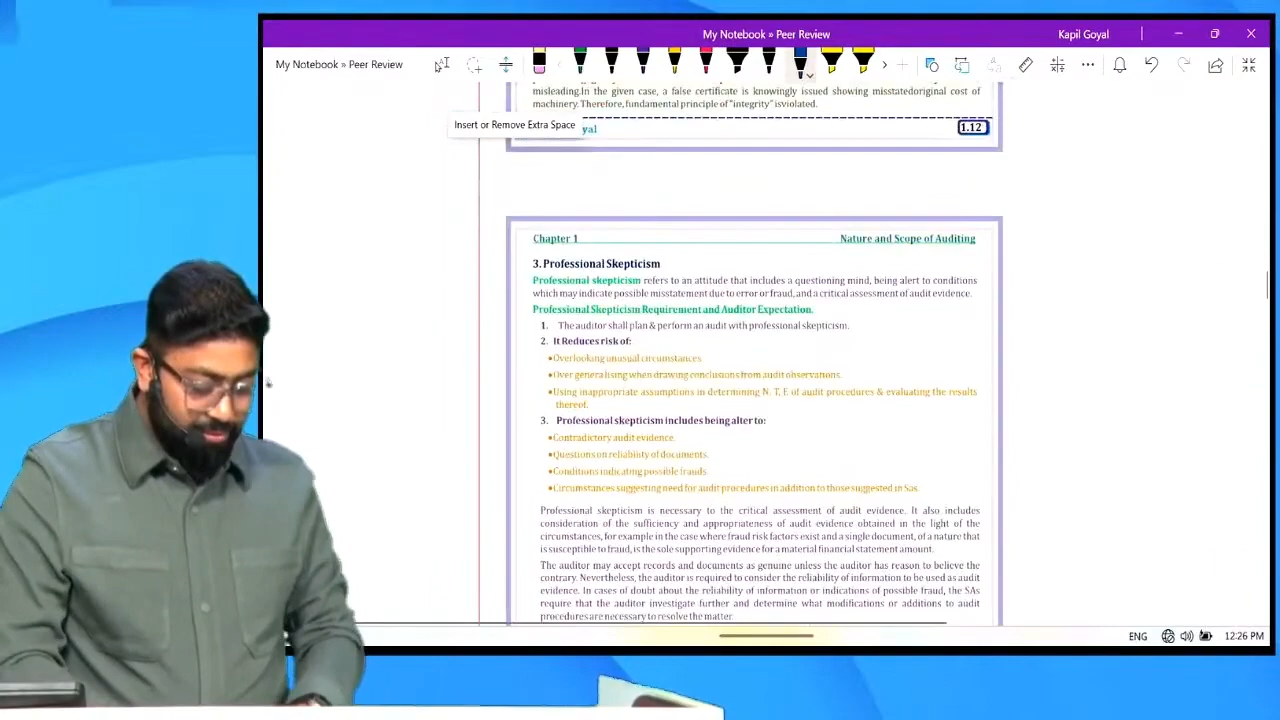 My Notebook » Peer Review
Kapil Goyal
My Notebook » Peer Review
misleading.In the given case, a false certificate is knowingly issued showing misstatedoriginal cost of
machinery. Therefore, fundamental principle of "integrity" isviolated.
Insert or Remove Extra Space
yal
1.12
Chapter 1
Nature and Scope of Auditing
3. Professional Skepticism
Professional skepticism refers to an attitude that includes a questioning mind, being alert to conditions
which may indicate possible misstatement due to error or fraud, and a critical assessment of audit evidence.
Professional Skepticism Requirement and Auditor Expectation.
1. The auditor shall plan & perform an audit with professional skepticism.
2. It Reduces risk of:
•Overlooking unusual circumstances.
•Over generalising when drawing conclusions from audit observations.
•Using inappropriate assumptions in determining N, T, E of audit procedures & evaluating the results
thereof.
3. Professional skepticism includes being alter to:
•Contradictory audit evidence.
•Questions on reliability of documents.
•Conditions indicating possible frauds.
•Circumstances suggesting need for audit procedures in addition to those suggested in Sas.
Professional skepticism is necessary to the critical assessment of audit evidence. It also includes
consideration of the sufficiency and appropriateness of audit evidence obtained in the light of the
circumstances, for example in the case where fraud risk factors exist and a single document, of a nature that
is susceptible to fraud, is the sole supporting evidence for a material financial statement amount.
The auditor may accept records and documents as genuine unless the auditor has reason to believe the
contrary. Nevertheless, the auditor is required to consider the reliability of information to be used as audit
evidence. In cases of doubt about the reliability of information or indications of possible fraud, the SAs
require that the auditor investigate further and determine what modifications or additions to audit
procedures are necessary to resolve the matter.
ENG
12:26 PM